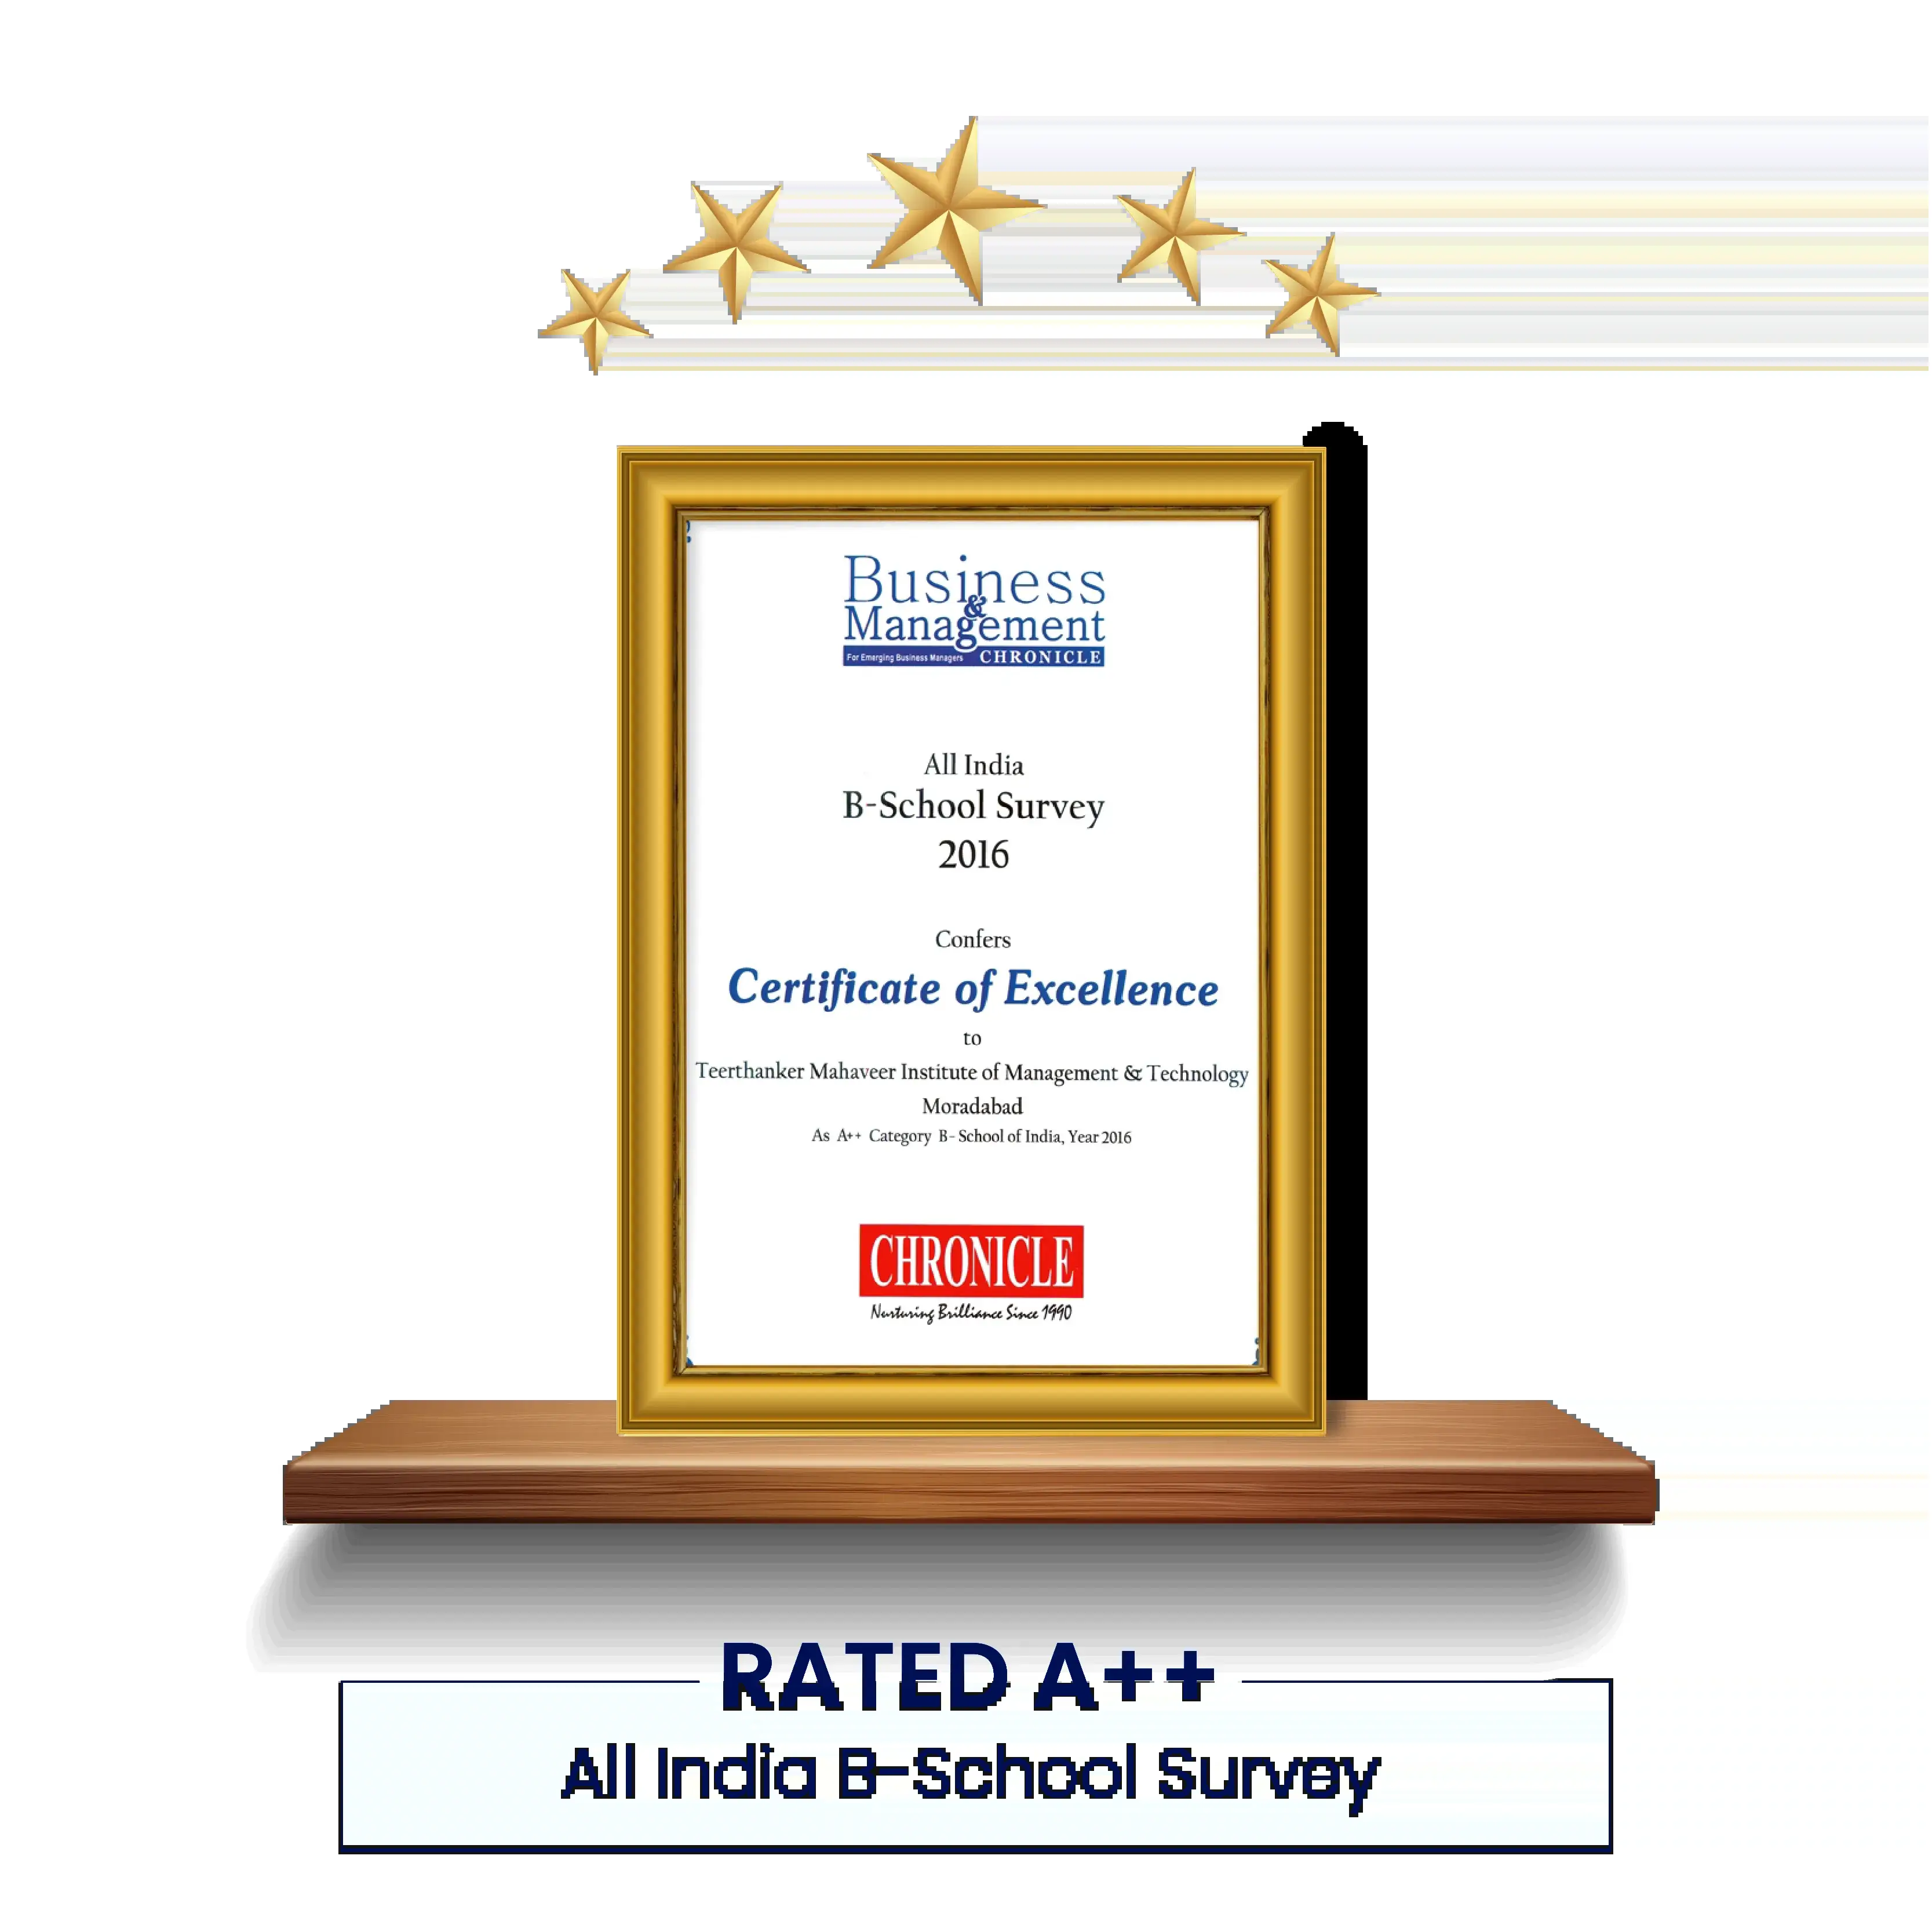 Business
&
Management
For Emerging Business Managers CHRONICLE
All India
B-School Survey
2016
Confers
Certificate of Excellence
to
Teerthanker Mahaveer Institute of Management & Technology
Moradabad
As A++ Category B- School of India, Year 2016
CHRONICLE
Nurturing Brilliance Since 1990
RATED A++
All India B-School Survey